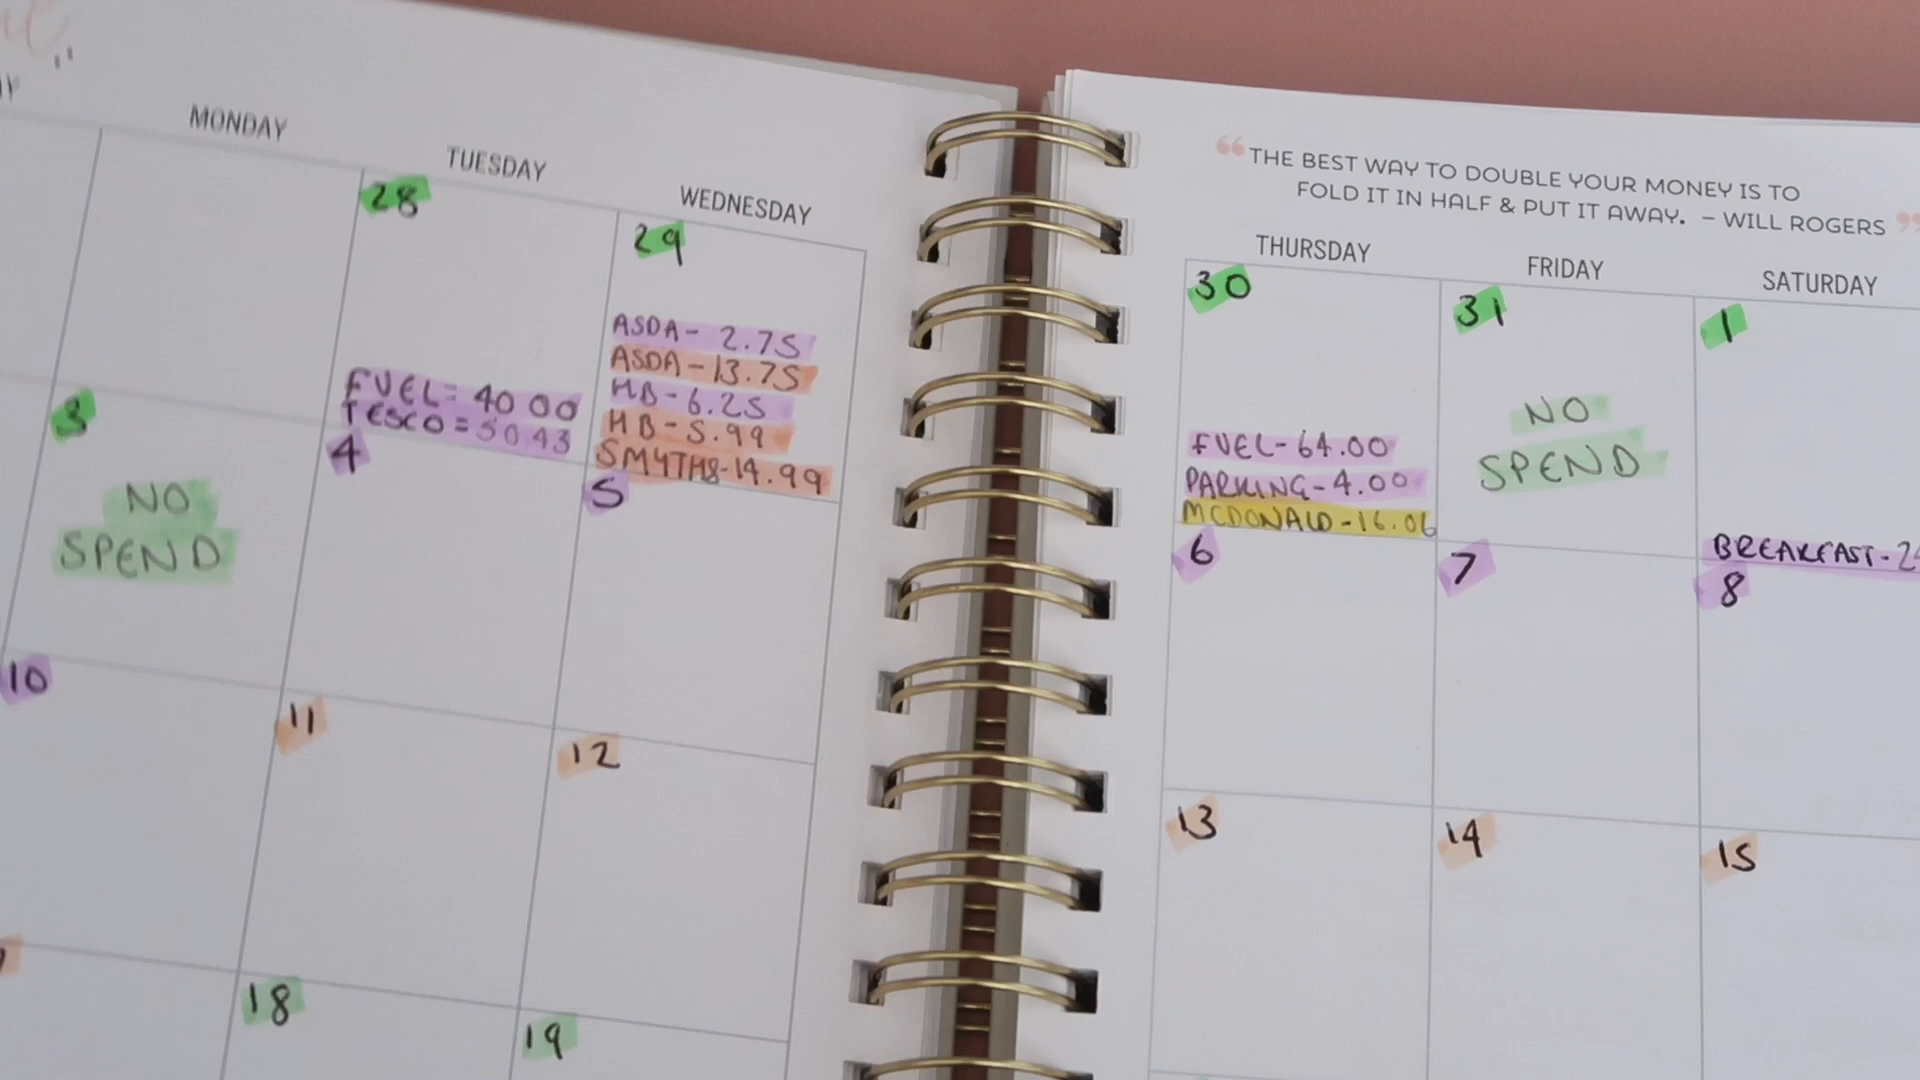 MONDAY
TUESDAY
WEDNESDAY
28
29
FUEL= 40 00
TESCO = 50.43
ASDA- 2.75
ASDA-13.75
HB-6.25
HB-5.99
SMYTHS-14.99
3
NO
SPEND
4
5
10
11
12
18
19
“THE BEST WAY TO DOUBLE YOUR MONEY IS TO
FOLD IT IN HALF & PUT IT AWAY. – WILL ROGERS”
THURSDAY
FRIDAY
SATURDAY
30
31
1
FUEL-64.00
PARKING-4.00
MCDONALD-16.06
NO
SPEND
BREAKFAST-
6
7
8
13
14
15